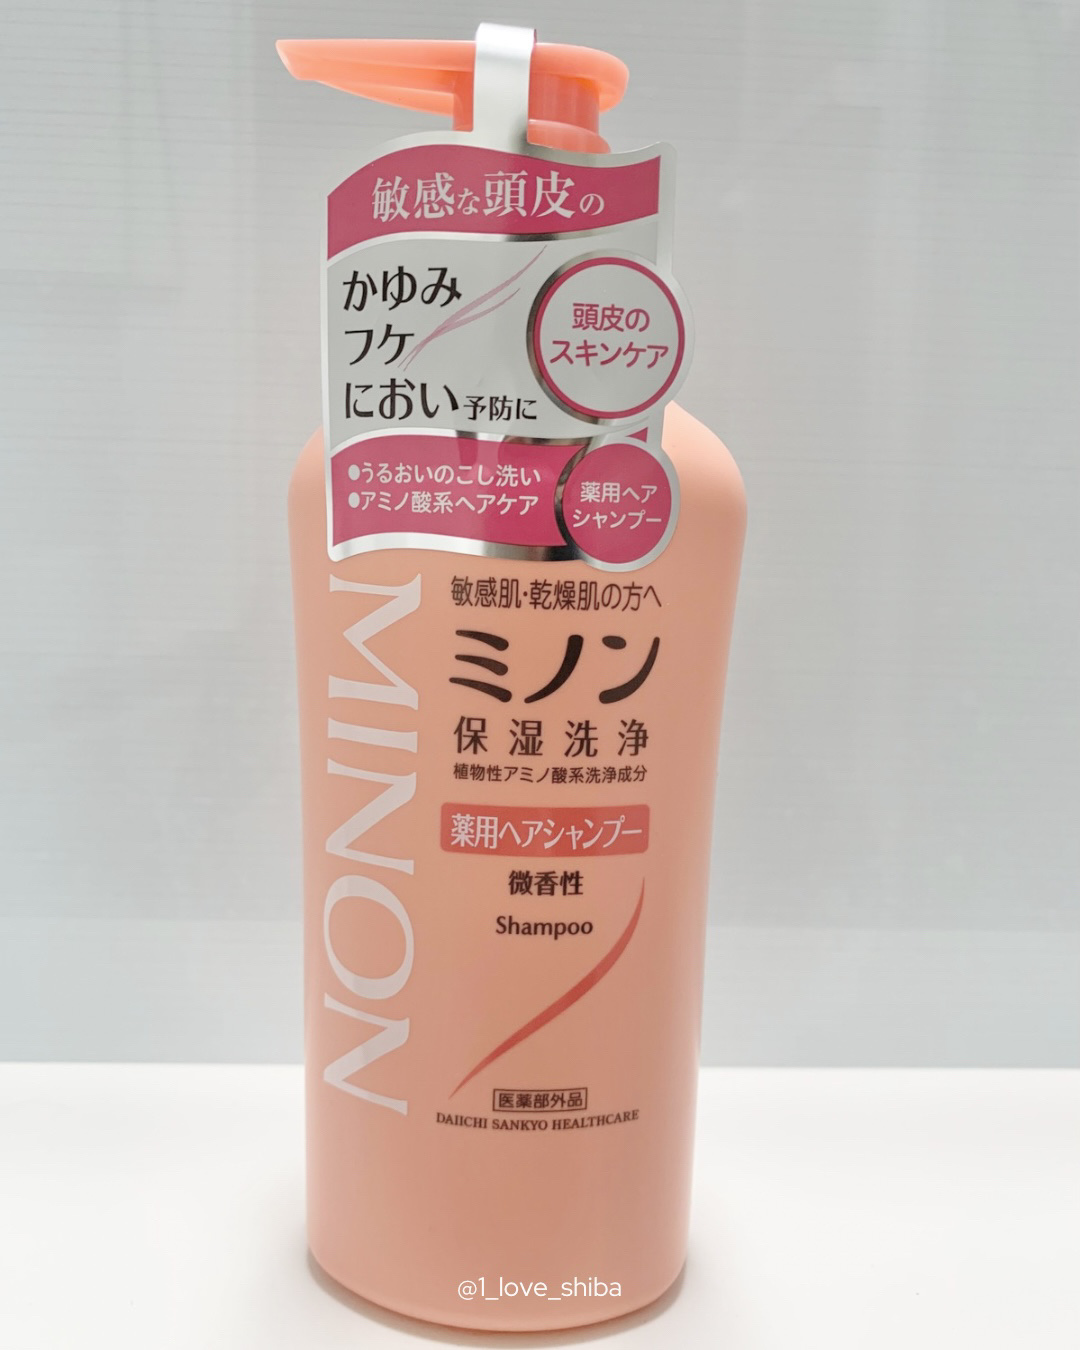 敏感な頭皮の
かゆみ
フケ
におい予防に
頭皮の
スキンケア
●うるおいのこし洗い
●アミノ酸系ヘアケア
薬用ヘア
シャンプー
MINON
敏感肌・乾燥肌の方へ
ミノン
保湿洗浄
植物性アミノ酸系洗浄成分
薬用ヘアシャンプー
微香性
Shampoo
医薬部外品
DAIICHI SANKYO HEALTHCARE
@1_love_shiba